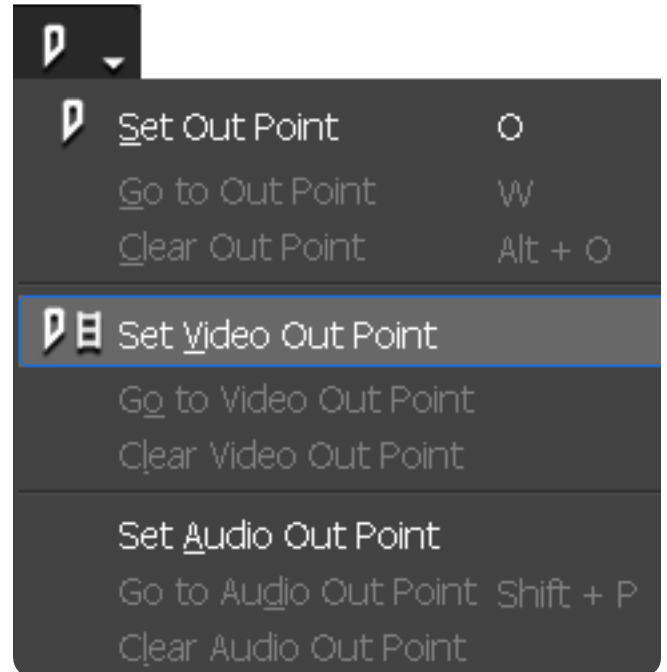 Set Out Point O
Go to Out Point W
Clear Out Point Alt + O
Set Video Out Point
Go to Video Out Point
Clear Video Out Point
Set Audio Out Point
Go to Audio Out Point Shift + P
Clear Audio Out Point